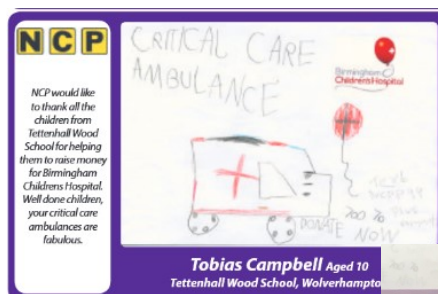 NCP
NCP would like
to thank all the
children from
Tettenhall Wood
School for helping
them to raise money
for Birmingham
Childrens Hospital.
Well done children,
your critical care
ambulances are
fabulous.
CRITICAL CARE
AMBULANCE
Birmingham
Children's Hospital
DONATE
NOW
Tobias Campbell Aged 10
Tettenhall Wood School, Wolverhampto